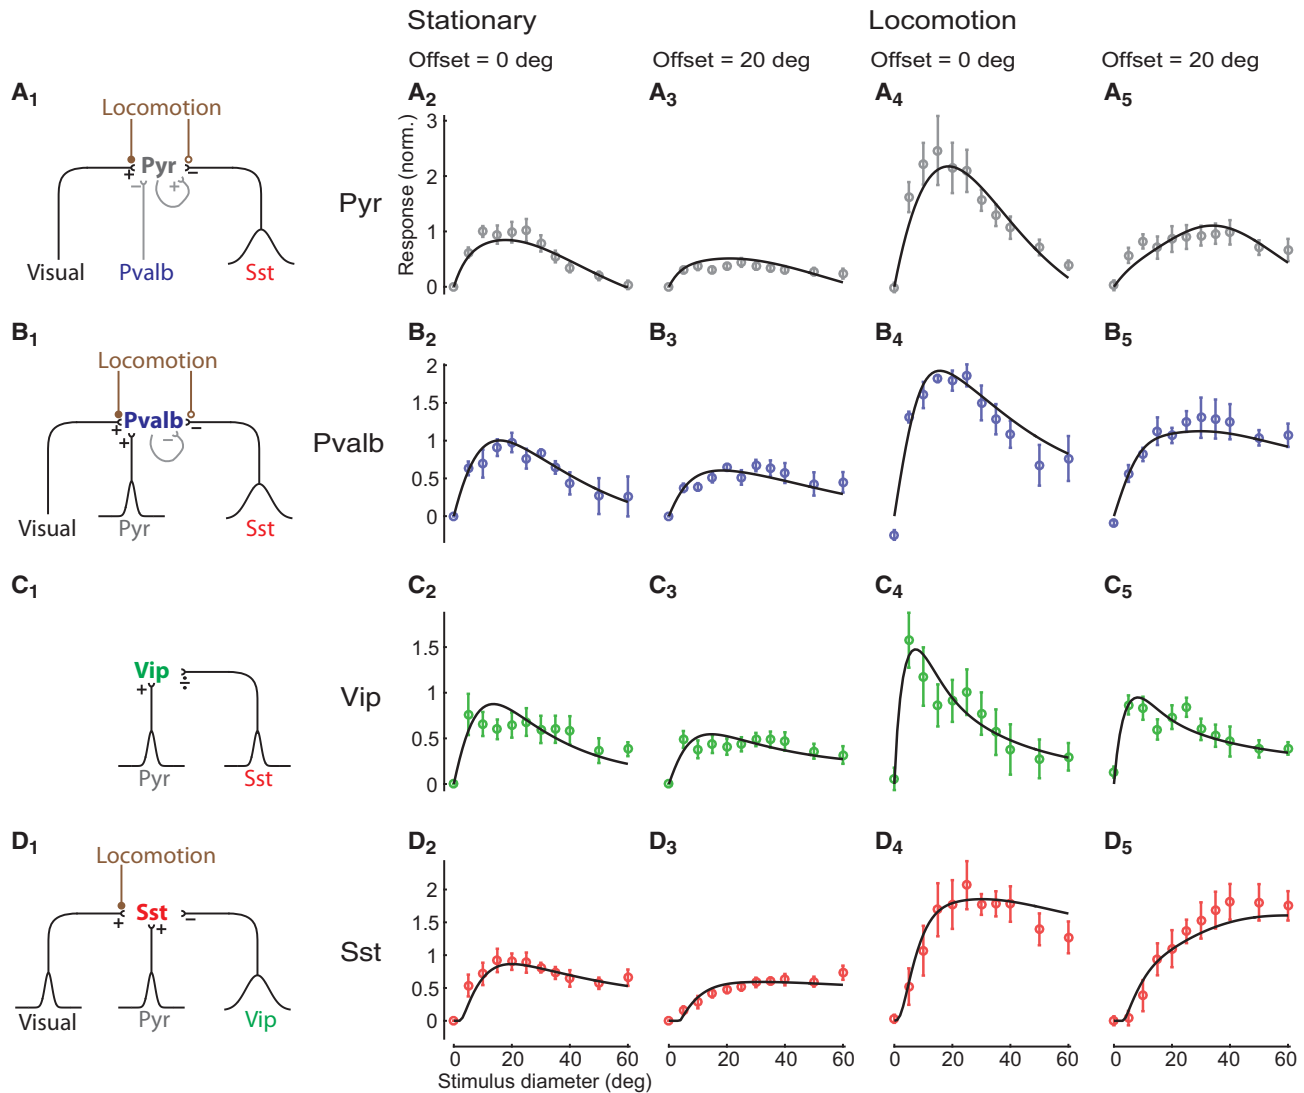 Stationary Locomotion
Offset = 0 deg Offset = 20 deg Offset = 0 deg Offset = 20 deg
A1 A2 A3 A4 A5
Locomotion
Pyr
+ − − +
Visual Pvalb Sst
Pyr
Response (norm.)
3
2
1
0
B1 B2 B3 B4 B5
Locomotion
Pvalb
+ − + −
Visual Pyr Sst
Pvalb
2
1.5
1
0.5
0
C1 C2 C3 C4 C5
Vip
+ ÷
Pyr Sst
Vip
1.5
1
0.5
0
D1 D2 D3 D4 D5
Locomotion
Sst
+ + −
Visual Pyr Vip
Sst
2
1.5
1
0.5
0
0 20 40 60 0 20 40 60 0 20 40 60 0 20 40 60
Stimulus diameter (deg)